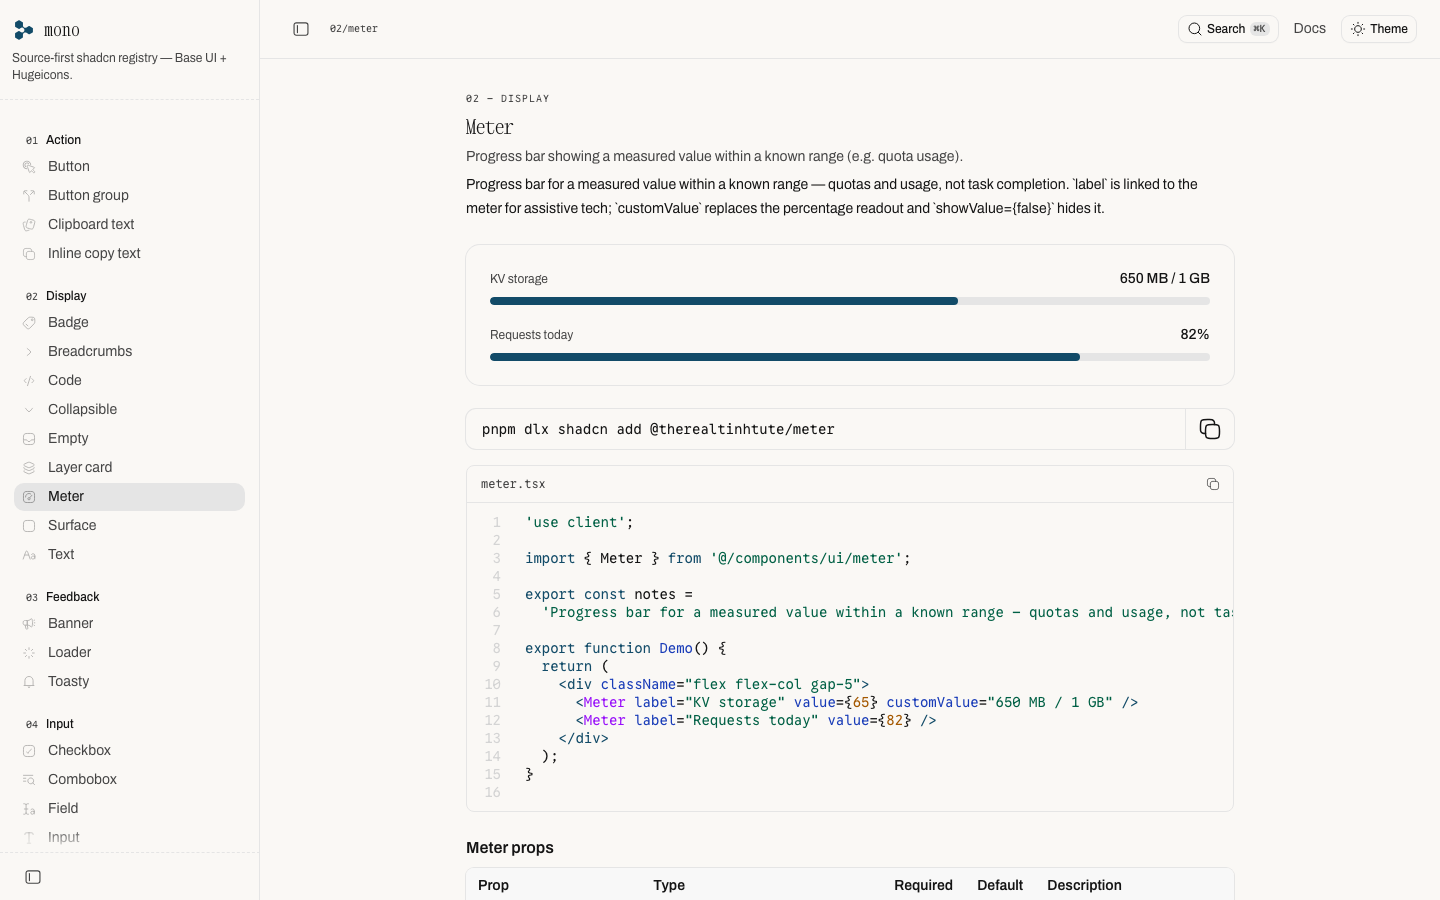 mono
Source-first shadcn registry — Base UI +
Hugeicons.
01 Action
Button
Button group
Clipboard text
Inline copy text
02 Display
Badge
Breadcrumbs
Code
Collapsible
Empty
Layer card
Meter
Surface
Text
03 Feedback
Banner
Loader
Toasty
04 Input
Checkbox
Combobox
Field
Input
02/meter
Search ⌘K
Docs
Theme
02 — DISPLAY
Meter
Progress bar showing a measured value within a known range (e.g. quota usage).
Progress bar for a measured value within a known range — quotas and usage, not task completion. `label` is linked to the
meter for assistive tech; `customValue` replaces the percentage readout and `showValue={false}` hides it.
KV storage 650 MB / 1 GB
Requests today 82%
pnpm dlx shadcn add @therealtinhtute/meter
meter.tsx
1 'use client';
2
3 import { Meter } from '@/components/ui/meter';
4
5 export const notes =
6 'Progress bar for a measured value within a known range — quotas and usage, not tas
7
8 export function Demo() {
9 return (
10 <div className="flex flex-col gap-5">
11 <Meter label="KV storage" value={65} customValue="650 MB / 1 GB" />
12 <Meter label="Requests today" value={82} />
13 </div>
14 );
15 }
16
Meter props
Prop Type Required Default Description